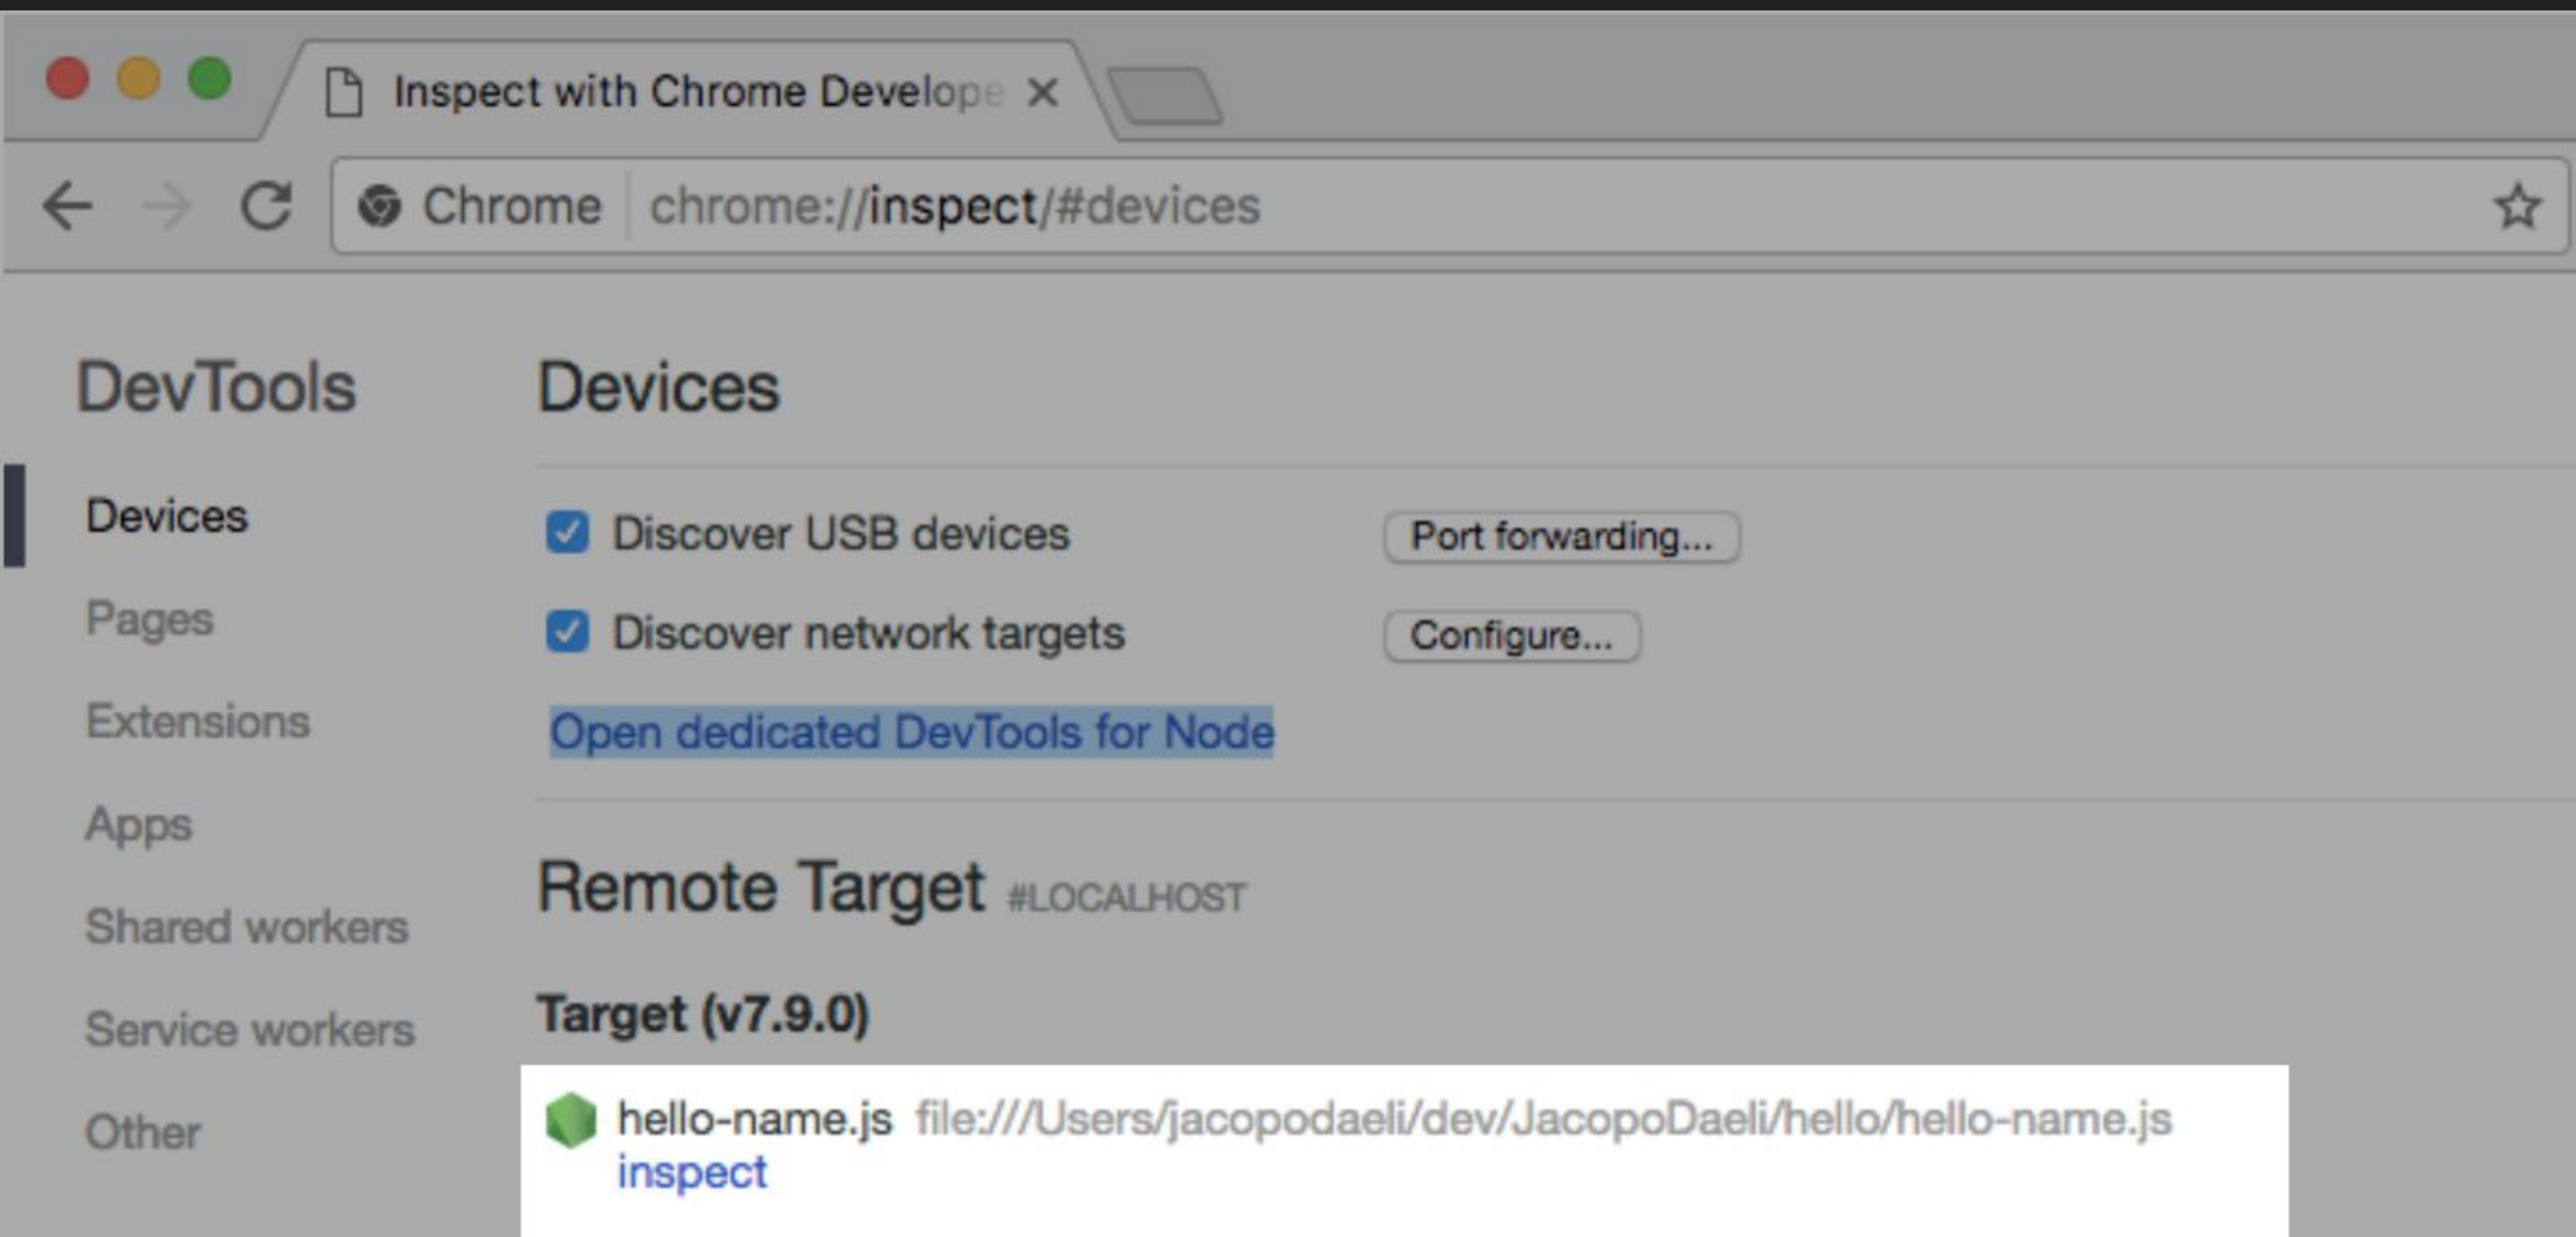 Inspect with Chrome Develope
Chrome chrome://inspect/#devices
DevTools
Devices
Pages
Extensions
Apps
Shared workers
Service workers
Other
Devices
Discover USB devices Port forwarding...
Discover network targets Configure...
Open dedicated DevTools for Node
Remote Target #LOCALHOST
Target (v7.9.0)
hello-name.js file:///Users/jacopodaeli/dev/JacopoDaeli/hello/hello-name.js
inspect